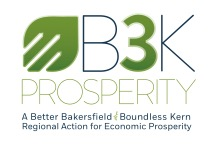 B3K
PROSPERITY
A Better Bakersfield & Boundless Kern
Regional Action for Economic Prosperity